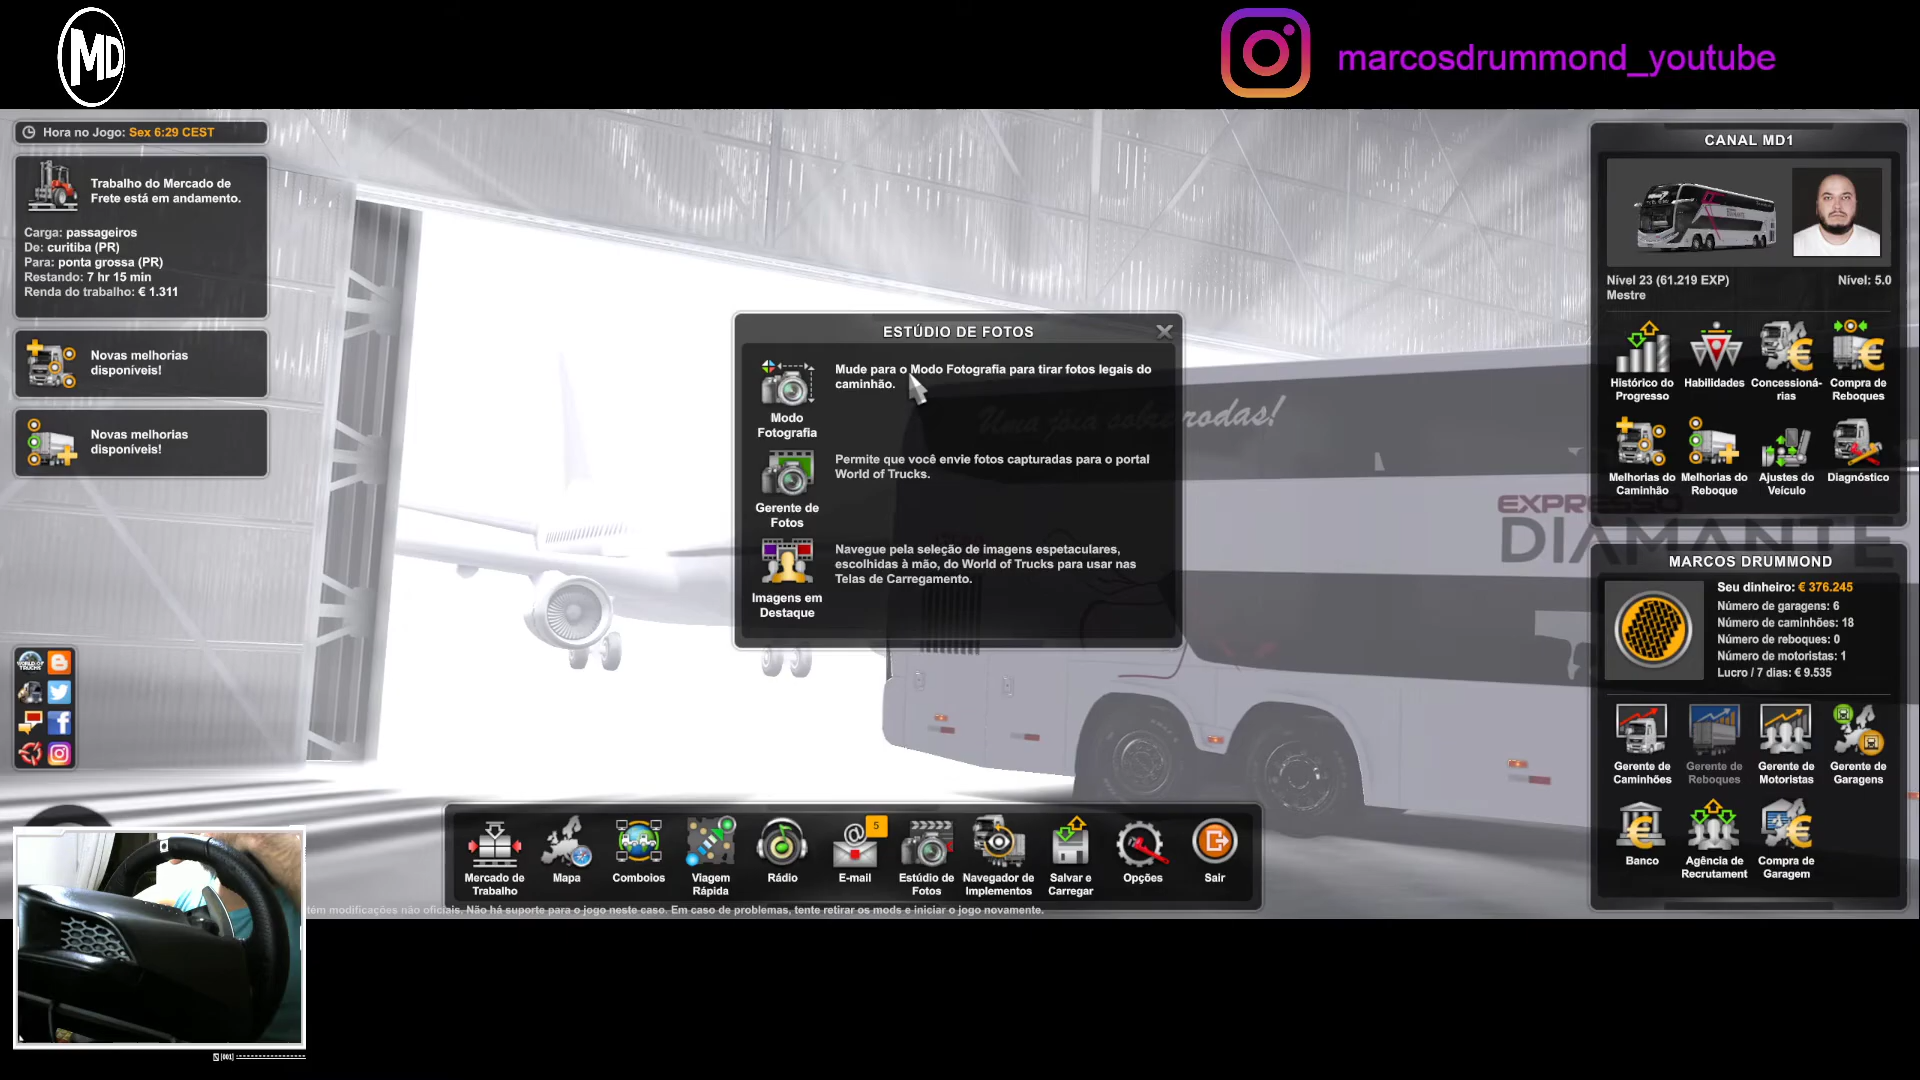 MD
marcosdrummond_youtube
Hora no Jogo: Sex 6:29 CEST
Trabalho do Mercado de
Frete está em andamento.
Carga: passageiros
De: curitiba (PR)
Para: ponta grossa (PR)
Restando: 7 hr 15 min
Renda do trabalho: € 1.311
Novas melhorias
disponíveis!
Novas melhorias
disponíveis!
WORLD OF
TRUCKS
ESTÚDIO DE FOTOS
Modo
Fotografia
Mude para o Modo Fotografia para tirar fotos legais do
caminhão.
Gerente de
Fotos
Permite que você envie fotos capturadas para o portal
World of Trucks.
Imagens em
Destaque
Navegue pela seleção de imagens espetaculares,
escolhidas à mão, do World of Trucks para usar nas
Telas de Carregamento.
Uma jóia sobre rodas!
EXPRESSO
DIAMANTE
CANAL MD1
Nível 23 (61.219 EXP)
Nível: 5.0
Mestre
Histórico do
Progresso
Habilidades
Concessioná-
rias
Compra de
Reboques
Melhorias do
Caminhão
Melhorias do
Reboque
Ajustes do
Veículo
Diagnóstico
MARCOS DRUMMOND
Seu dinheiro: € 376.245
Número de garagens: 6
Número de caminhões: 18
Número de reboques: 0
Número de motoristas: 1
Lucro / 7 dias: € 9.535
Gerente de
Caminhões
Gerente de
Reboques
Gerente de
Motoristas
Gerente de
Garagens
Banco
Agência de
Recrutament
Compra de
Garagem
Mercado de
Trabalho
Mapa
Comboios
Viagem
Rápida
Rádio
5
E-mail
Estúdio de
Fotos
Navegador de
Implementos
Salvar e
Carregar
Opções
Sair
tém modificações não oficiais. Não há suporte para o jogo neste caso. Em caso de problemas, tente retirar os mods e iniciar o jogo novamente.
[001]